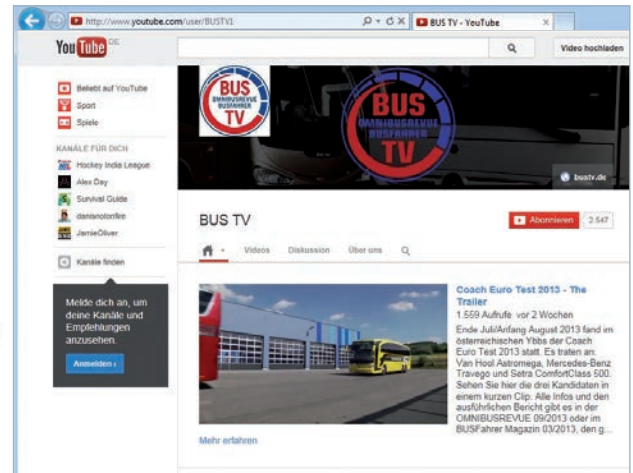 http://www.youtube.com/user/BUSTV1
BUS TV - YouTube
You Tube DE
Video hochladen
Beliebt auf YouTube
Sport
Spiele
KANÄLE FÜR DICH
Hockey India League
Alex Day
Survival Guide
danisnotonfire
JamieOliver
Kanäle finden
Melde dich an, um
deine Kanäle und
Empfehlungen
anzusehen.
Anmelden ›
BUS
OMNIBUSREVUE
BUSFAHRER
TV
BUS
OMNIBUSREVUE
BUSFAHRER
TV
bustv.de
BUS TV
Abonnieren 2.547
Videos Diskussion Über uns
Coach Euro Test 2013 - The
Trailer
1.559 Aufrufe vor 2 Wochen
Ende Juli/Anfang August 2013 fand im
österreichischen Ybbs der Coach
Euro Test 2013 statt. Es traten an:
Van Hool Astromega, Mercedes-Benz
Travego und Setra ComfortClass 500.
Sehen Sie hier die drei Kandidaten in
einem kurzen Clip. Alle Infos und den
ausführlichen Bericht gibt es in der
OMNIBUSREVUE 09/2013 oder im
BUSFahrer Magazin 03/2013, den g...
Mehr erfahren